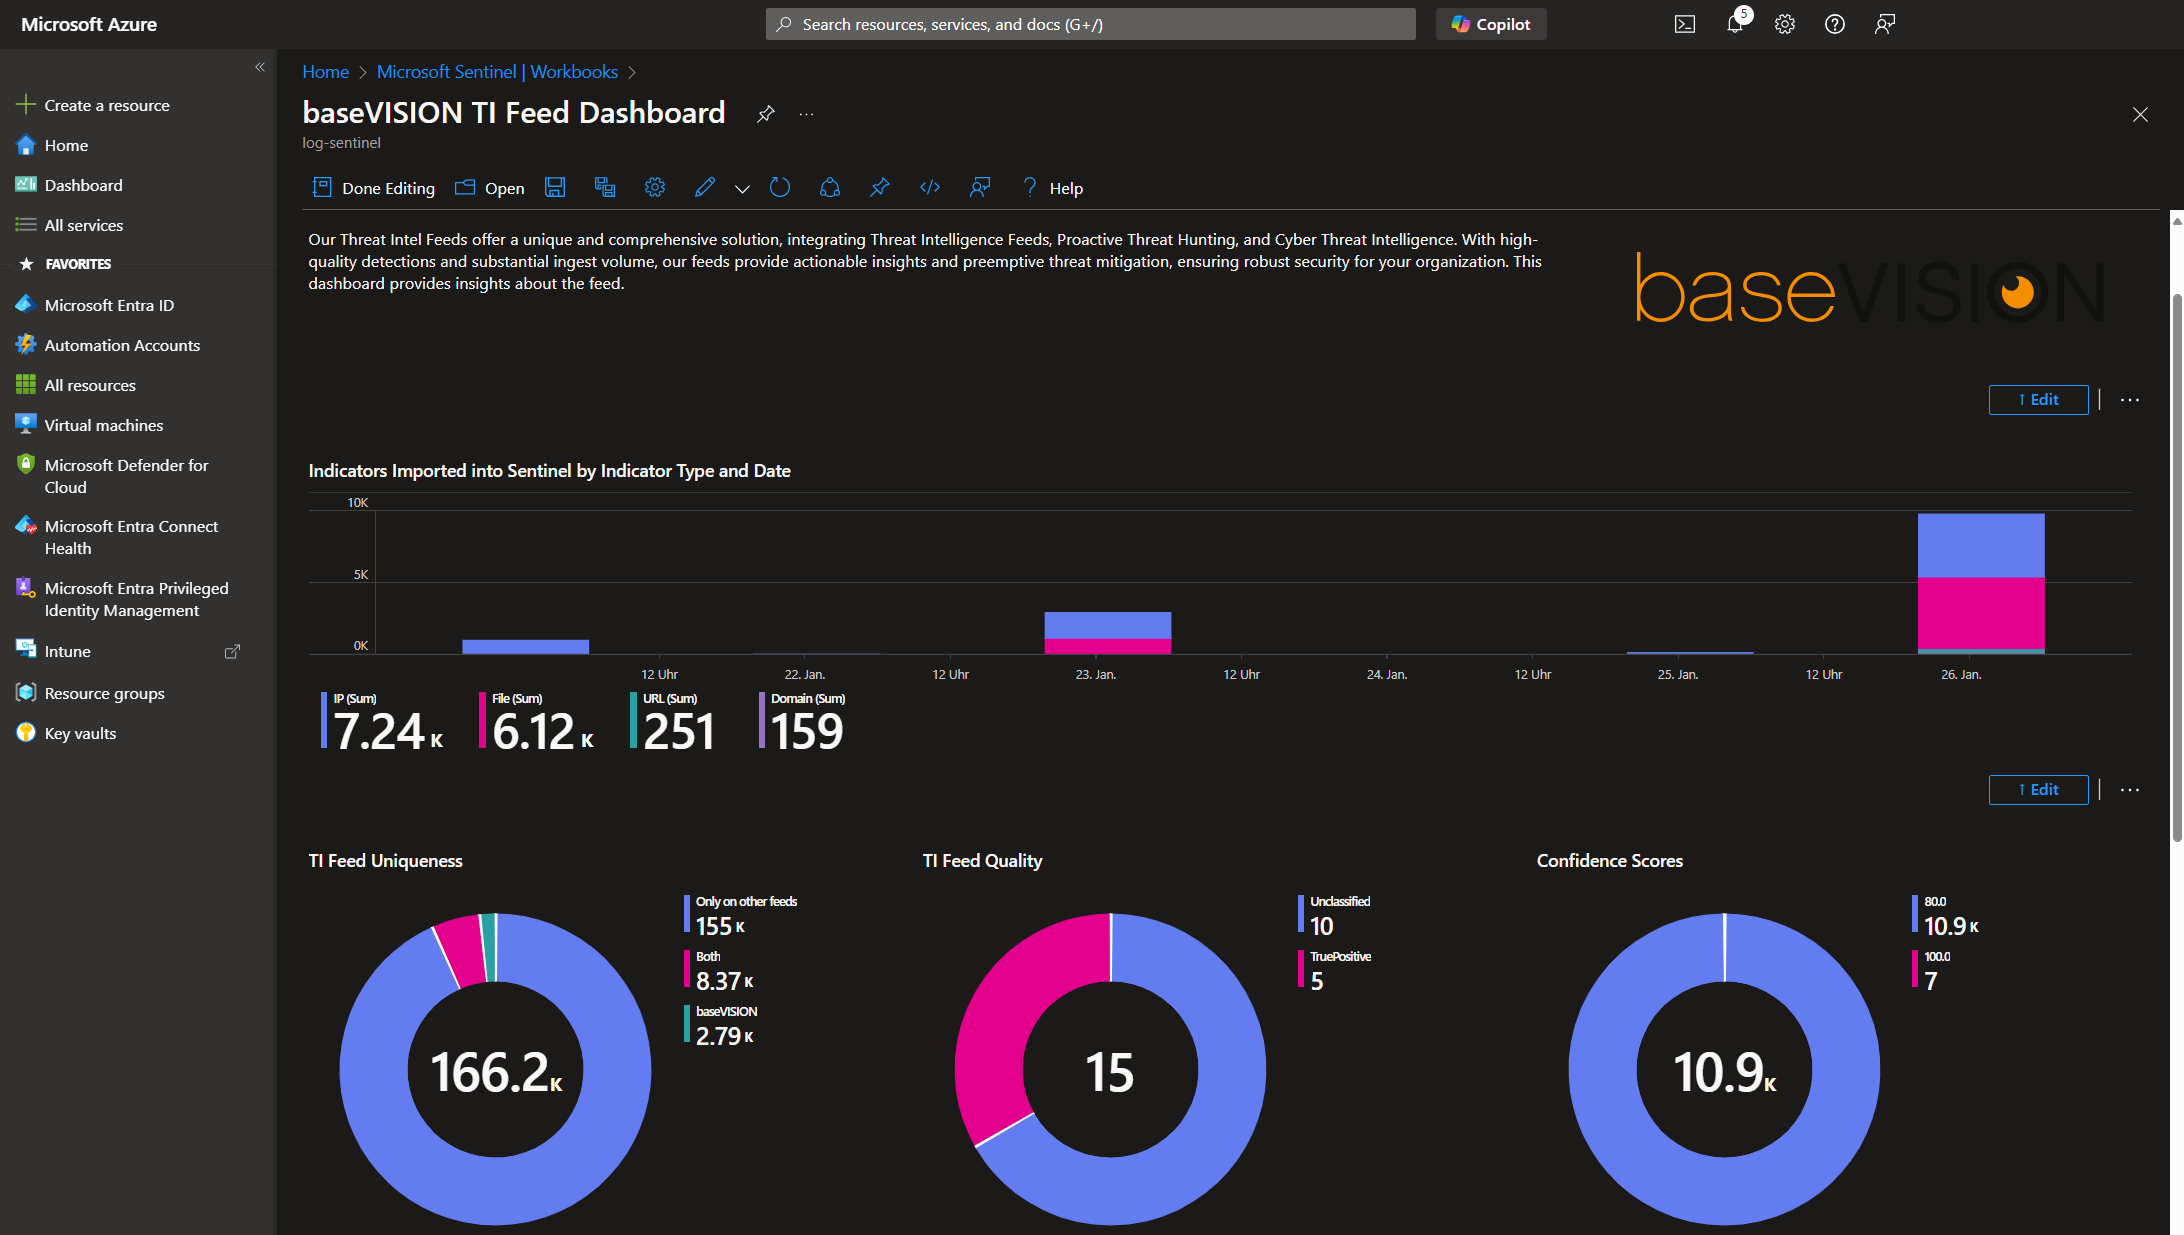 Microsoft Azure
Search resources, services, and docs (G+/)
Copilot
5
Create a resource
Home
Dashboard
All services
FAVORITES
Microsoft Entra ID
Automation Accounts
All resources
Virtual machines
Microsoft Defender for
Cloud
Microsoft Entra Connect
Health
Microsoft Entra Privileged
Identity Management
Intune
Resource groups
Key vaults
Home > Microsoft Sentinel | Workbooks >
baseVISION TI Feed Dashboard
log-sentinel
Done Editing
Open
Help
Our Threat Intel Feeds offer a unique and comprehensive solution, integrating Threat Intelligence Feeds, Proactive Threat Hunting, and Cyber Threat Intelligence. With high-
quality detections and substantial ingest volume, our feeds provide actionable insights and preemptive threat mitigation, ensuring robust security for your organization. This
dashboard provides insights about the feed.
baseVISION
↑ Edit
Indicators Imported into Sentinel by Indicator Type and Date
10K
5K
0K
12 Uhr 22. Jan. 12 Uhr 23. Jan. 12 Uhr 24. Jan. 12 Uhr 25. Jan. 12 Uhr 26. Jan.
IP (Sum)
7.24 K
File (Sum)
6.12 K
URL (Sum)
251
Domain (Sum)
159
↑ Edit
TI Feed Uniqueness
Only on other feeds
155 K
Both
8.37 K
baseVISION
2.79 K
166.2 K
TI Feed Quality
Unclassified
10
TruePositive
5
15
Confidence Scores
80.0
10.9 K
100.0
7
10.9 K